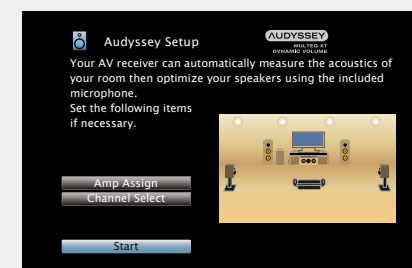 Audyssey Setup
AUDYSSEY
MULTEQ XT
DYNAMIC VOLUME
Your AV receiver can automatically measure the acoustics of
your room then optimize your speakers using the included
microphone.
Set the following items
if necessary.
Amp Assign
Channel Select
Start